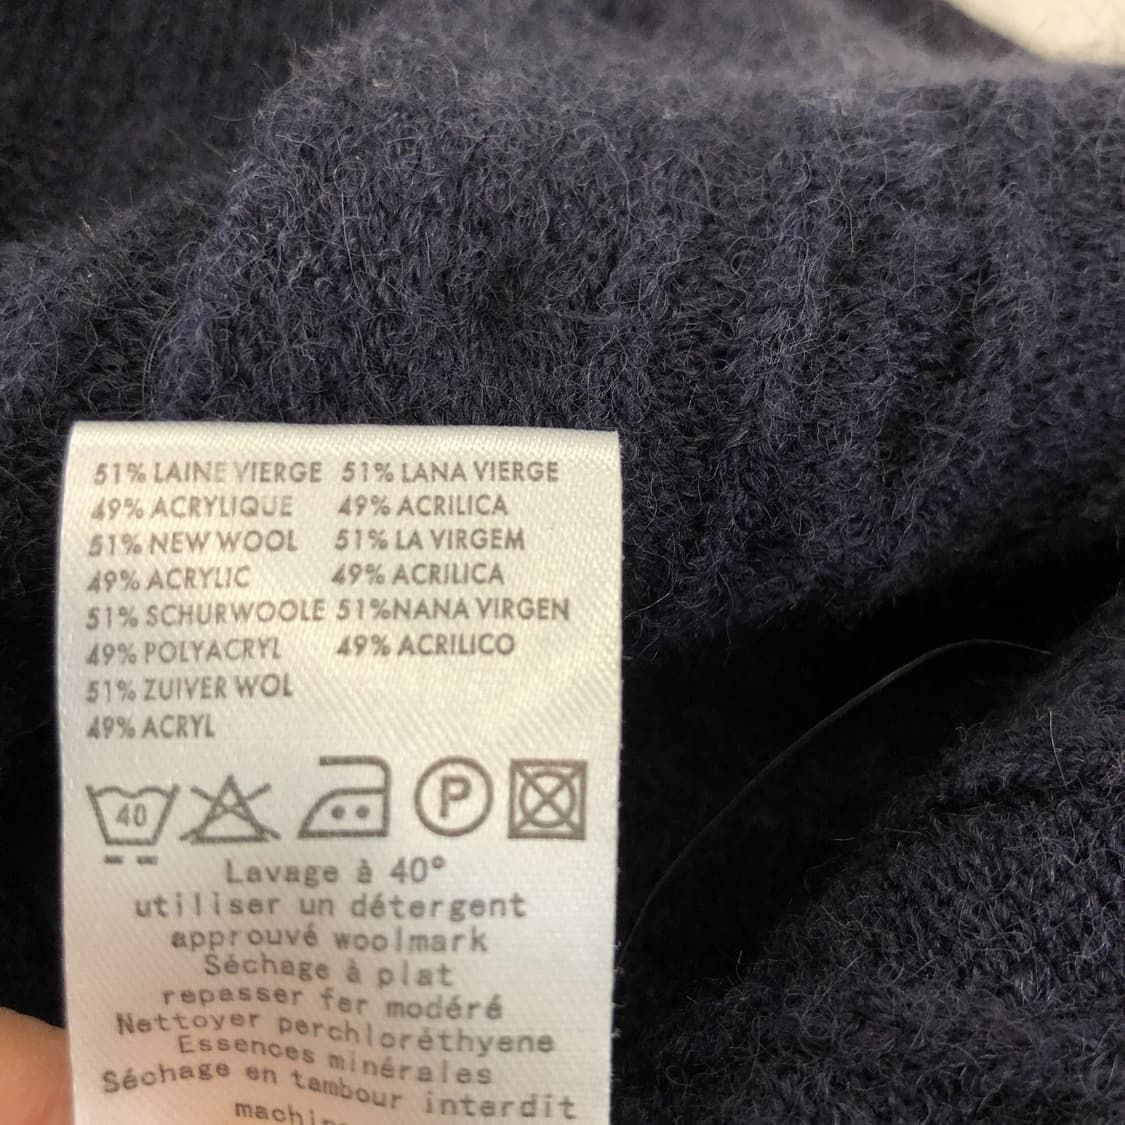 51% LAINE VIERGE 51% LANA VIERGE
49% ACRYLIQUE 49% ACRILICA
51% NEW WOOL 51% LA VIRGEM
49% ACRYLIC 49% ACRILICA
51% SCHURWOOLE 51%NANA VIRGEN
49% POLYACRYL 49% ACRILICO
51% ZUIVER WOL
49% ACRYL
40 P
Lavage à 40°
utiliser un détergent
approuvé woolmark
Séchage à plat
repasser fer modéré
Nettoyer perchloréthyene
Essences minérales
Séchage en tambour interdit